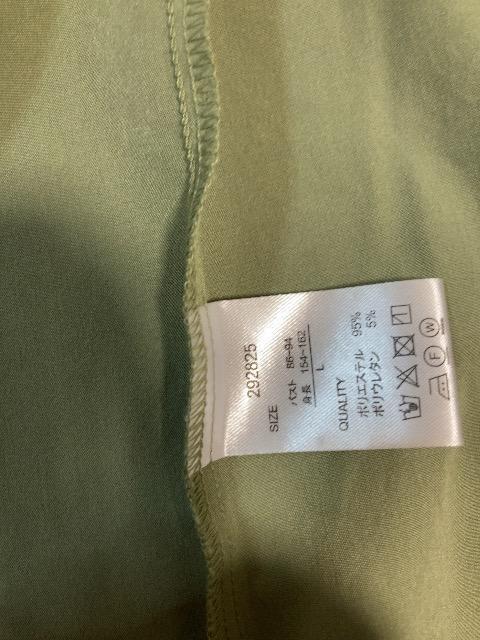 292825
SIZE
バスト 86~94
身長 154~162
L
QUALITY
ポリエステル 95%
ポリウレタン 5%
F W